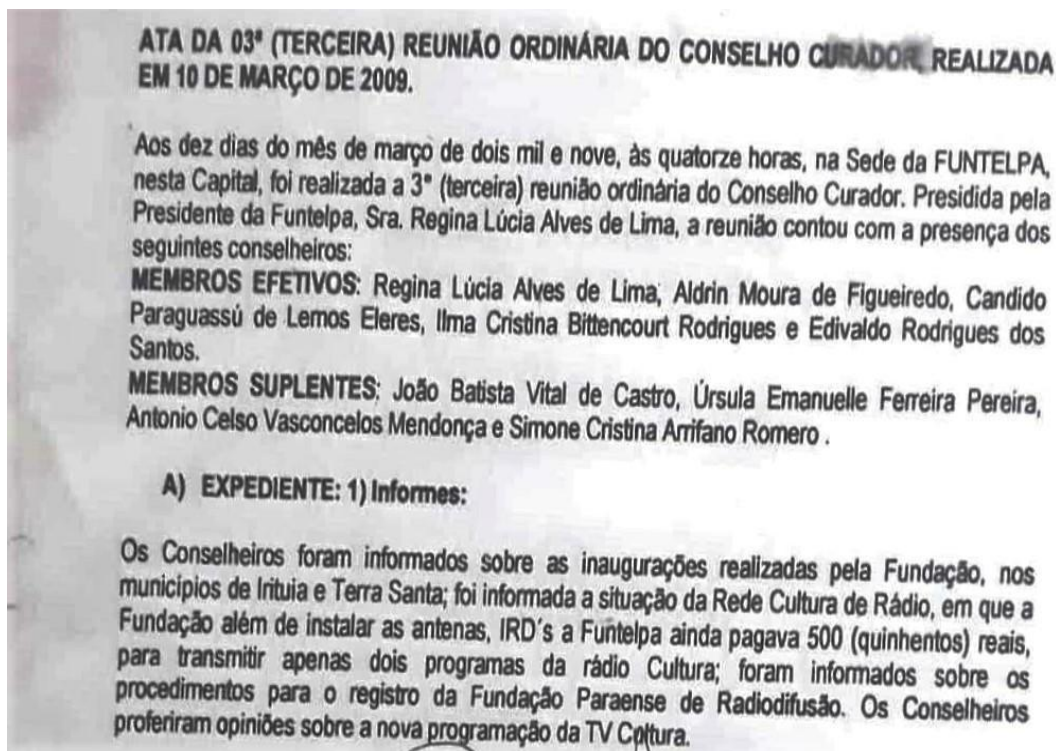 ATA DA 03ª (TERCEIRA) REUNIÃO ORDINÁRIA DO CONSELHO CURADOR, REALIZADA
EM 10 DE MARÇO DE 2009.
Aos dez dias do mês de março de dois mil e nove, às quatorze horas, na Sede da FUNTELPA,
nesta Capital, foi realizada a 3ª (terceira) reunião ordinária do Conselho Curador. Presidida pela
Presidente da Funtelpa, Sra. Regina Lúcia Alves de Lima, a reunião contou com a presença dos
seguintes conselheiros:
MEMBROS EFETIVOS: Regina Lúcia Alves de Lima, Aldrin Moura de Figueiredo, Candido
Paraguassú de Lemos Eleres, Ilma Cristina Bittencourt Rodrigues e Edivaldo Rodrigues dos
Santos.
MEMBROS SUPLENTES: João Batista Vital de Castro, Úrsula Emanuelle Ferreira Pereira,
Antonio Celso Vasconcelos Mendonça e Simone Cristina Arrifano Romero .
A) EXPEDIENTE: 1) Informes:
Os Conselheiros foram informados sobre as inaugurações realizadas pela Fundação, nos
municípios de Irituia e Terra Santa; foi informada a situação da Rede Cultura de Rádio, em que a
Fundação além de instalar as antenas, IRD´s a Funtelpa ainda pagava 500 (quinhentos) reais,
para transmitir apenas dois programas da rádio Cultura; foram informados sobre os
procedimentos para o registro da Fundação Paraense de Radiodifusão. Os Conselheiros
proferiram opiniões sobre a nova programação da TV Cultura.